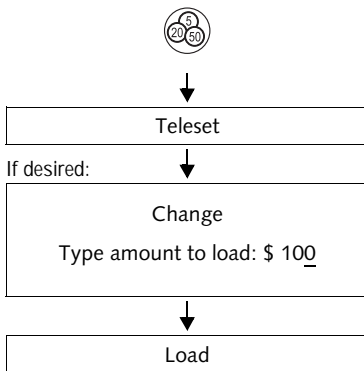 5
20 50
Teleset
If desired:
Change
Type amount to load: $ 100
Load